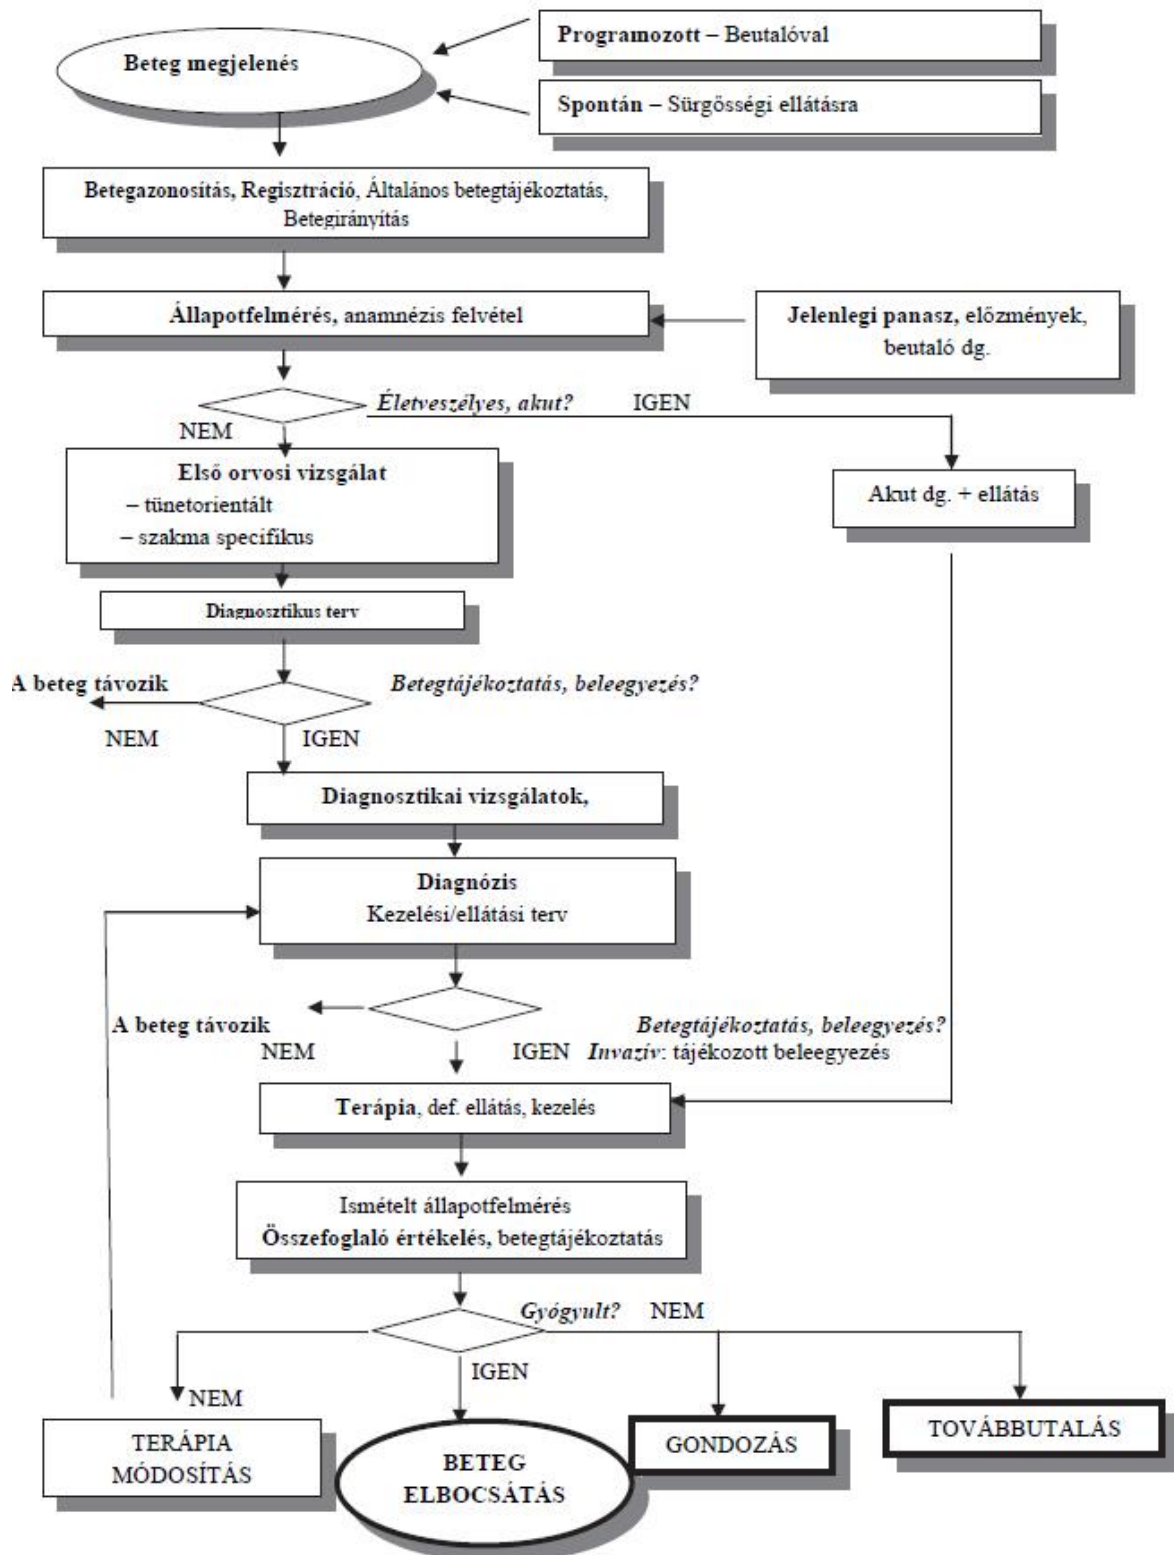 Beteg megjelenés
Programozott – Beutalóval
Spontán – Sürgősségi ellátásra
Betegazonosítás, Regisztráció, Általános betegtájékoztatás,
Betegirányítás
Állapotfelmérés, anamnézis felvétel
Jelenlegi panasz, előzmények,
beutaló dg.
Életveszélyes, akut? IGEN
NEM
Első orvosi vizsgálat
– tünetorientált
– szakma specifikus
Akut dg. + ellátás
Diagnosztikus terv
A beteg távozik
Betegtájékoztatás, beleegyezés?
NEM IGEN
Diagnosztikai vizsgálatok,
Diagnózis
Kezelési/ellátási terv
A beteg távozik
Betegtájékoztatás, beleegyezés?
NEM IGEN Invazív: tájékozott beleegyezés
Terápia, def. ellátás, kezelés
Ismételt állapotfelmérés
Összefoglaló értékelés, betegtájékoztatás
Gyógyult? NEM
IGEN
NEM
TERÁPIA
MÓDOSÍTÁS
BETEG
ELBOCSÁTÁS
GONDOZÁS
TOVÁBBUTALÁS